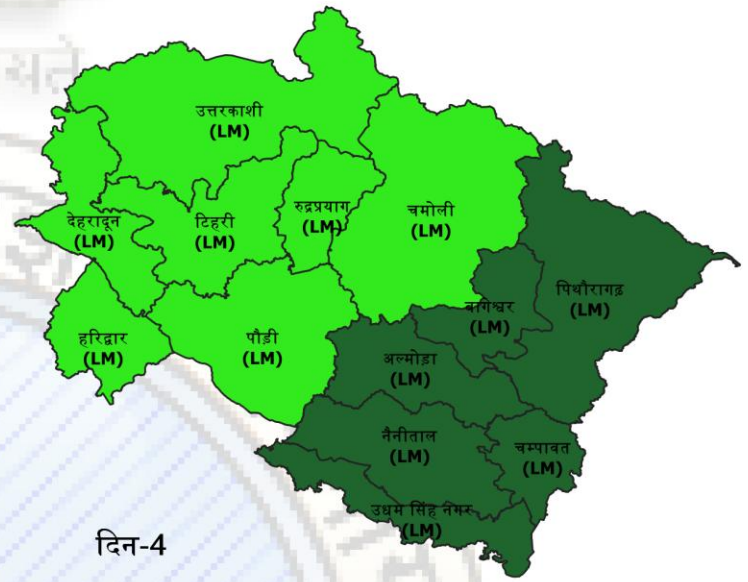 उत्तरकाशी
(LM)
देहरादून
(LM)
टिहरी
(LM)
रुद्रप्रयाग
(LM)
चमोली
(LM)
हरिद्वार
(LM)
पौड़ी
(LM)
बागेश्वर
(LM)
पिथौरागढ़
(LM)
अल्मोड़ा
(LM)
नैनीताल
(LM)
चम्पावत
(LM)
उधम सिंह नगर
(LM)
दिन-4